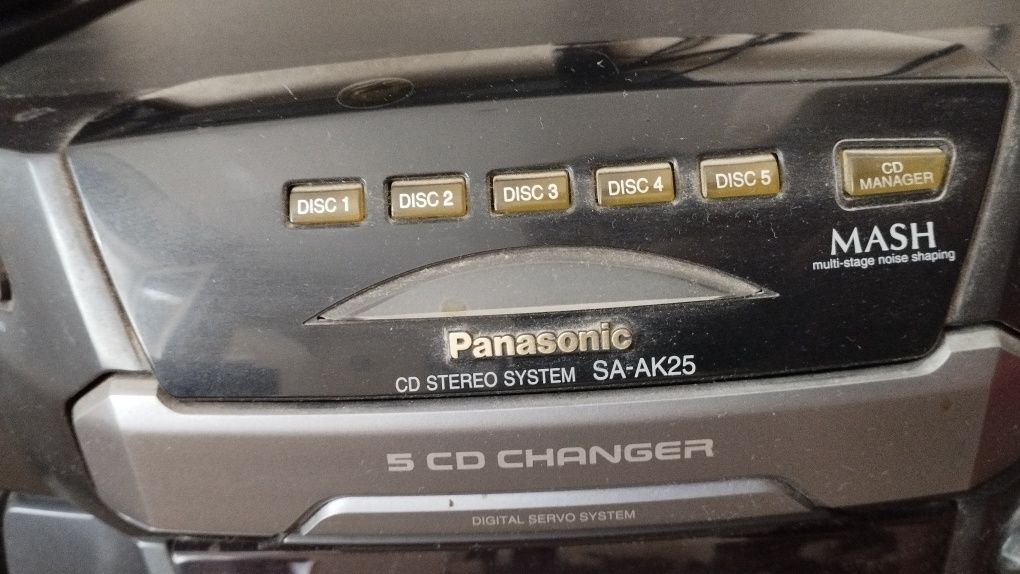 DISC 1 DISC 2 DISC 3 DISC 4 DISC 5
CD
MANAGER
MASH
multi-stage noise shaping
Panasonic
CD STEREO SYSTEM SA-AK25
5 CD CHANGER
DIGITAL SERVO SYSTEM